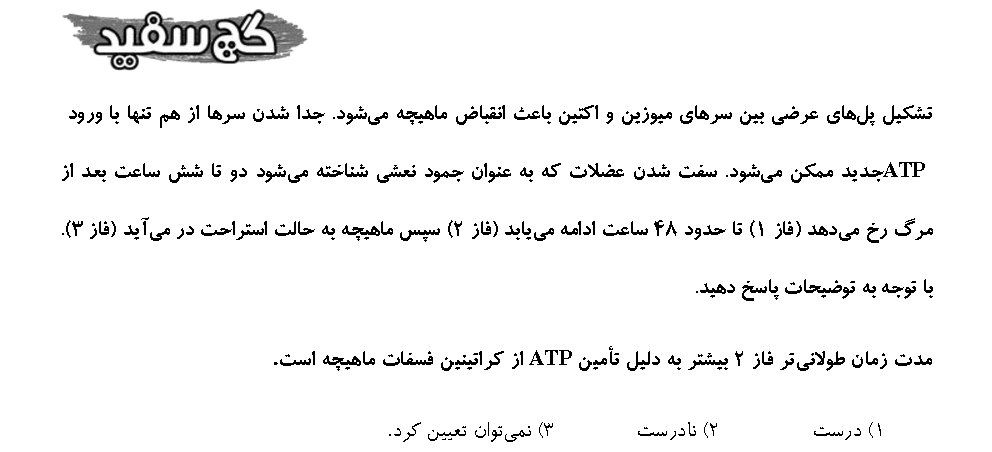 گچ سفید
تشکیل پل‌های عرضی بین سرهای میوزین و اکتین باعث انقباض ماهیچه می‌شود. جدا شدن سرها از هم تنها با ورود
ATPجدید ممکن می‌شود. سفت شدن عضلات که به عنوان جمود نعشی شناخته می‌شود دو تا شش ساعت بعد از
مرگ رخ می‌دهد (فاز ۱) تا حدود ۴۸ ساعت ادامه می‌یابد (فاز ۲) سپس ماهیچه به حالت استراحت در می‌آید (فاز ۳).
با توجه به توضیحات پاسخ دهید.
مدت زمان طولانی‌تر فاز ۲ بیشتر به دلیل تأمین ATP از کراتینین فسفات ماهیچه است.
۱) درست ۲) نادرست ۳) نمی‌توان تعیین کرد.